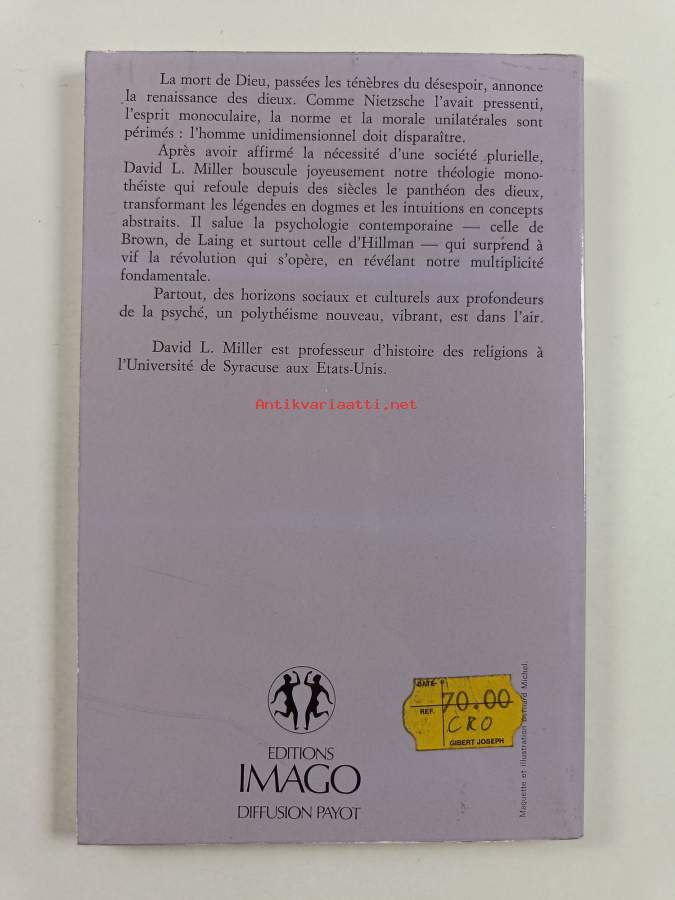 La mort de Dieu, passées les ténèbres du désespoir, annonce
la renaissance des dieux. Comme Nietzsche l'avait pressenti,
l'esprit monoculaire, la norme et la morale unilatérales sont
périmés : l'homme unidimensionnel doit disparaître.
Après avoir affirmé la nécessité d'une société plurielle,
David L. Miller bouscule joyeusement notre théologie mono-
théiste qui refoule depuis des siècles le panthéon des dieux,
transformant les légendes en dogmes et les intuitions en concepts
abstraits. Il salue la psychologie contemporaine — celle de
Brown, de Laing et surtout celle d'Hillman — qui surprend à
vif la révolution qui s'opère, en révélant notre multiplicité
fondamentale.
Partout, des horizons sociaux et culturels aux profondeurs
de la psyché, un polythéisme nouveau, vibrant, est dans l'air.
David L. Miller est professeur d'histoire des religions à
l'Université de Syracuse aux Etats-Unis.
Antikvariaatti.net
EDITIONS
IMAGO
DIFFUSION PAYOT
DATE
70.00
REF.
CRO
GIBERT JOSEPH
Maquette et illustration Bernard Michel.